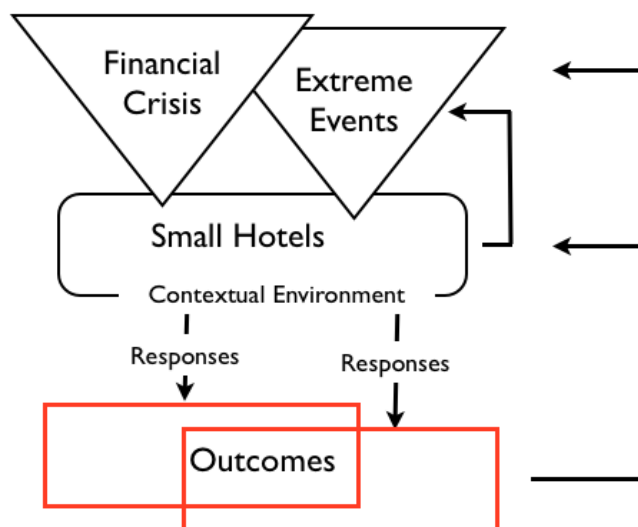 Financial
Crisis
Extreme
Events
Small Hotels
Contextual Environment
Responses
Responses
Outcomes